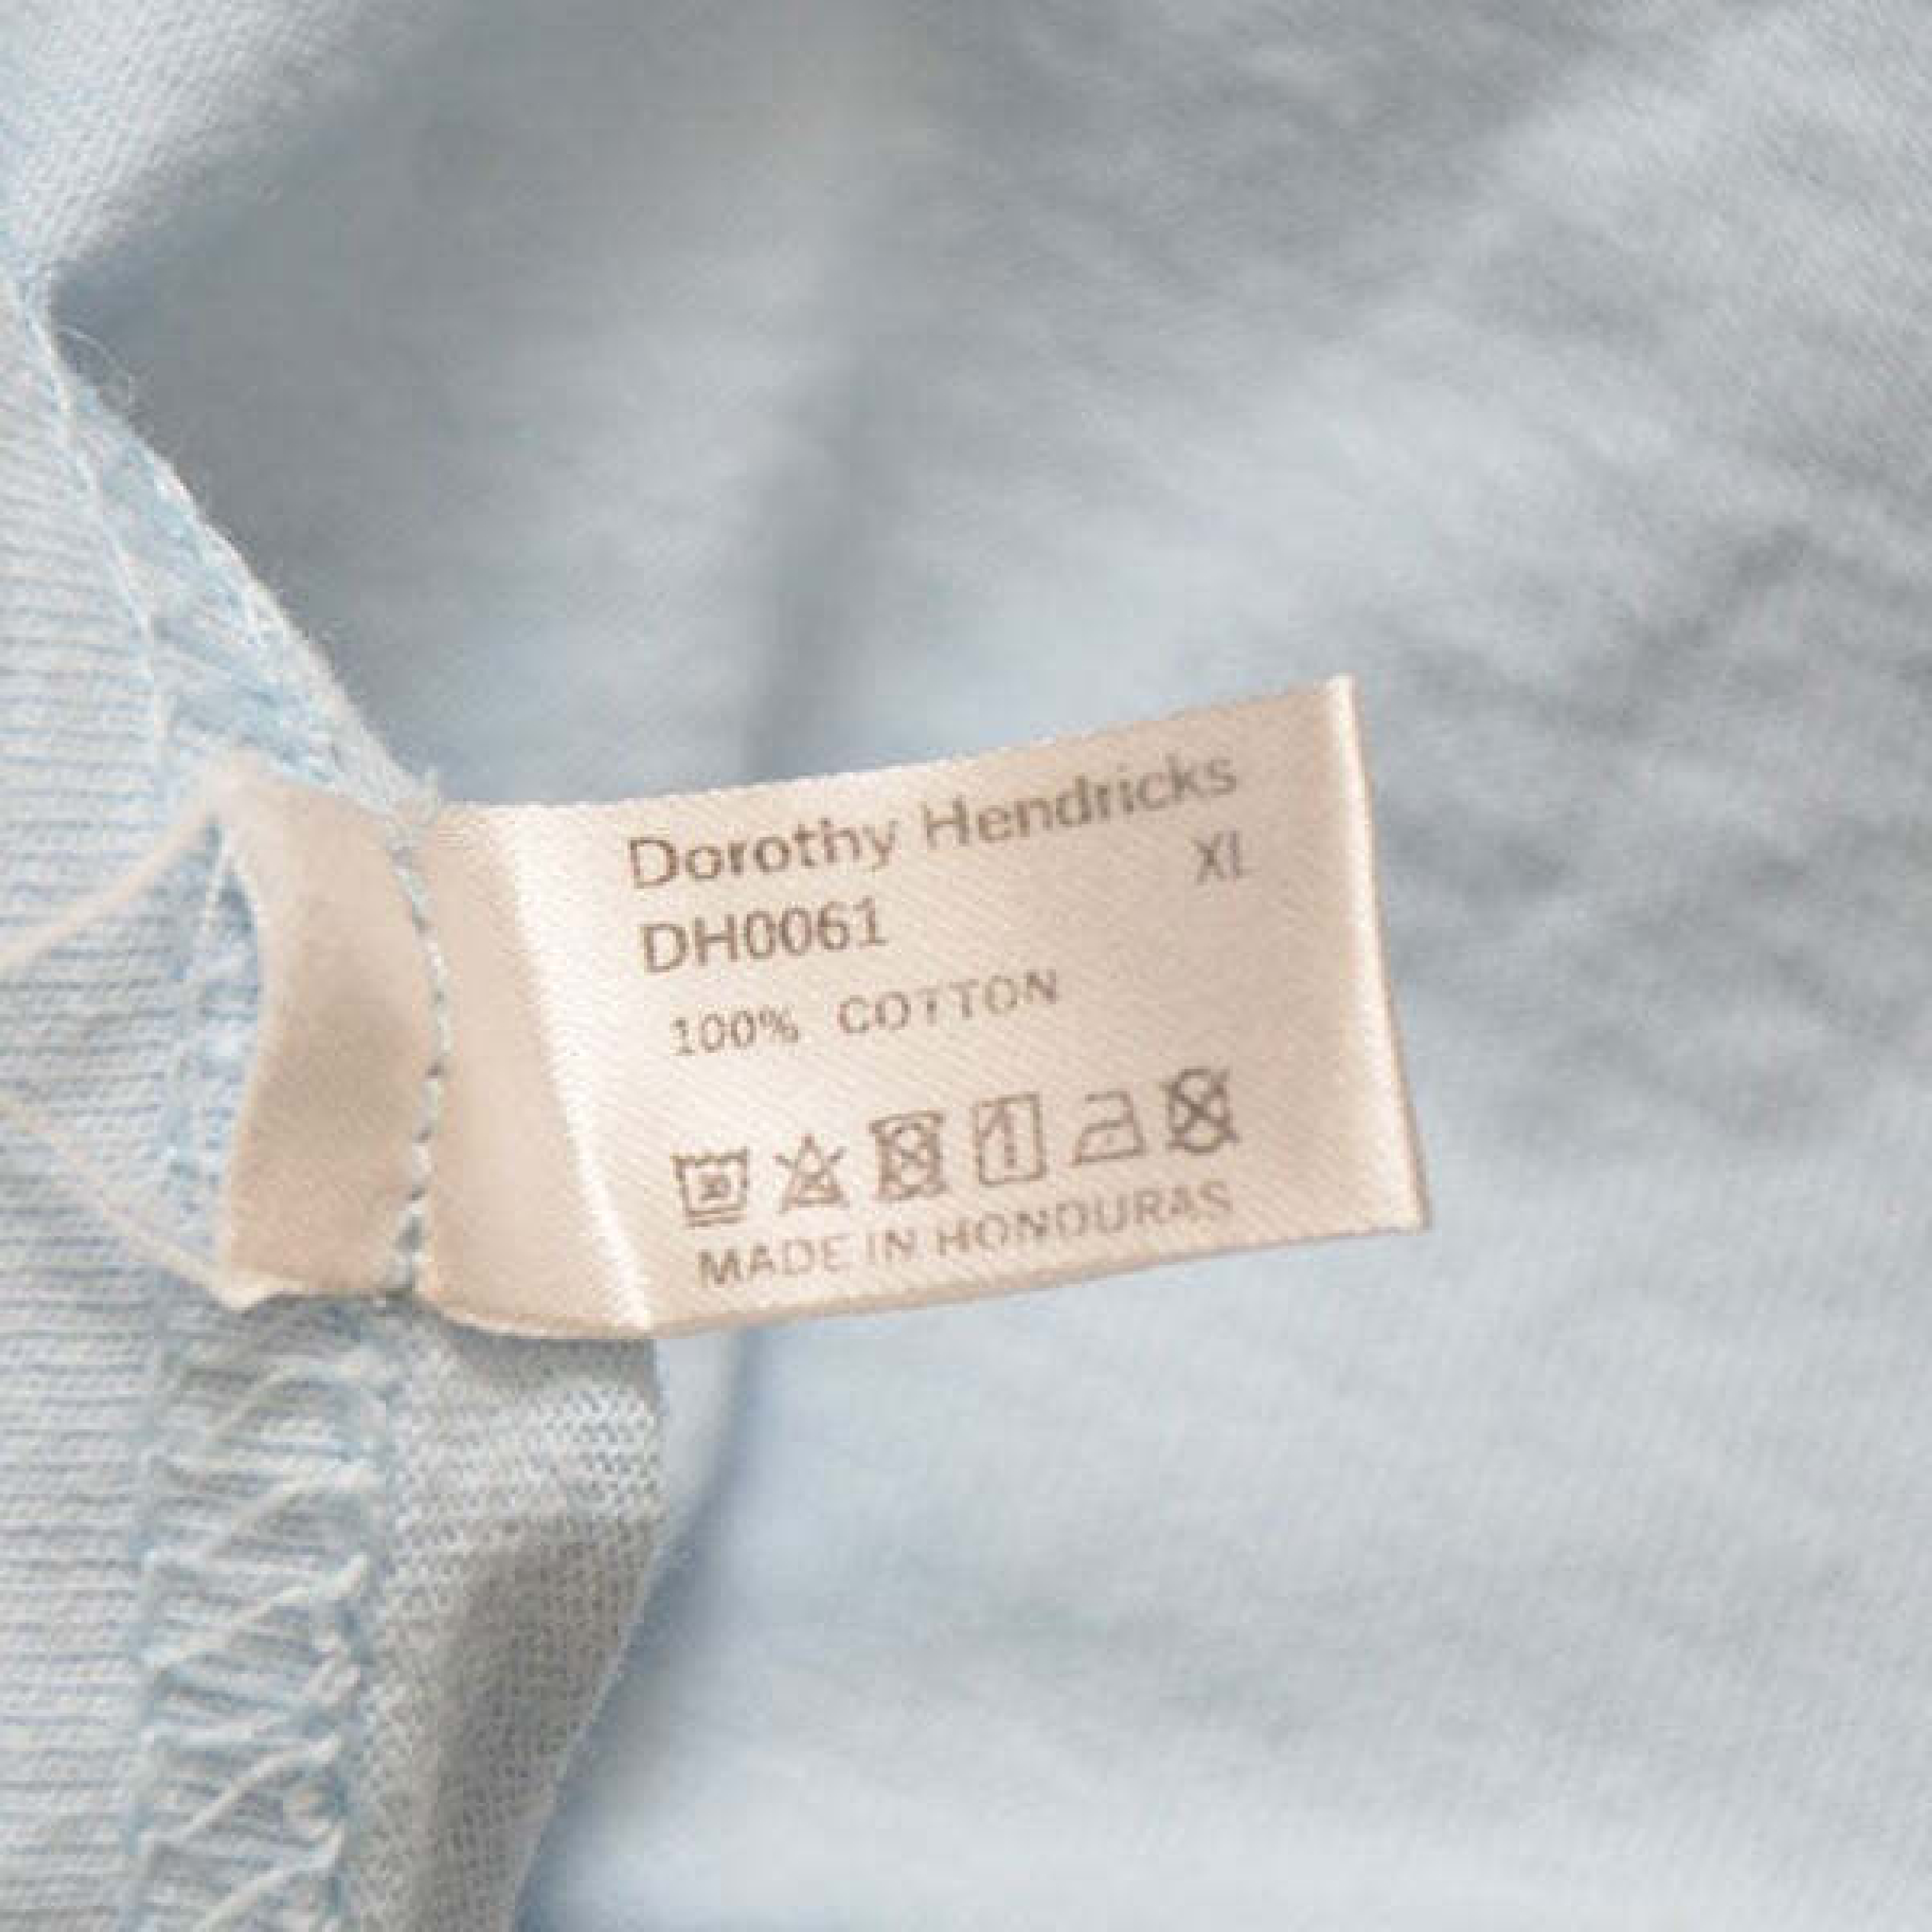 Dorothy Hendricks
XL
DH0061
100% COTTON
MADE IN HONDURAS